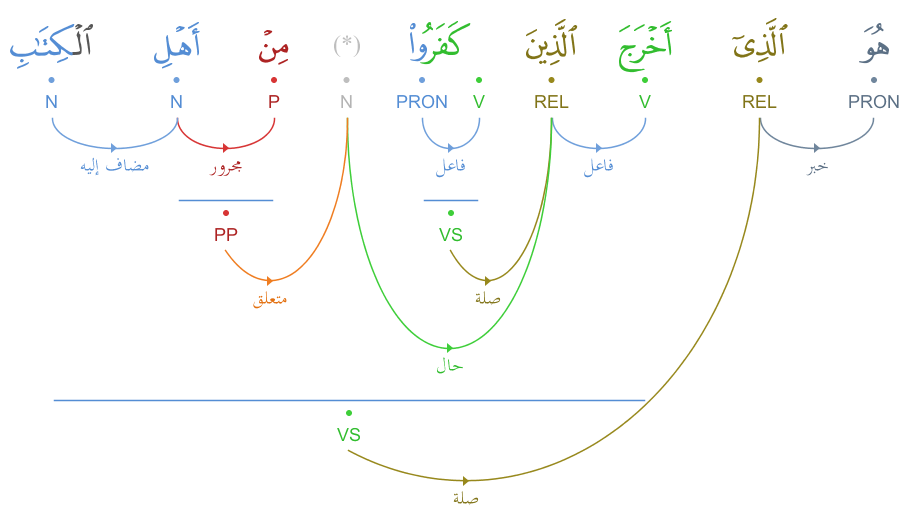 هُوَ ٱلَّذِىٓ أَخْرَجَ ٱلَّذِينَ كَفَرُوا۟ (*) مِنْ أَهْلِ ٱلْكِتَٰبِ
PRON REL V REL V PRON N P N N
خبر فاعل فاعل مجرور مضاف إليه
VS PP
صلة متعلق
حال
VS
صلة